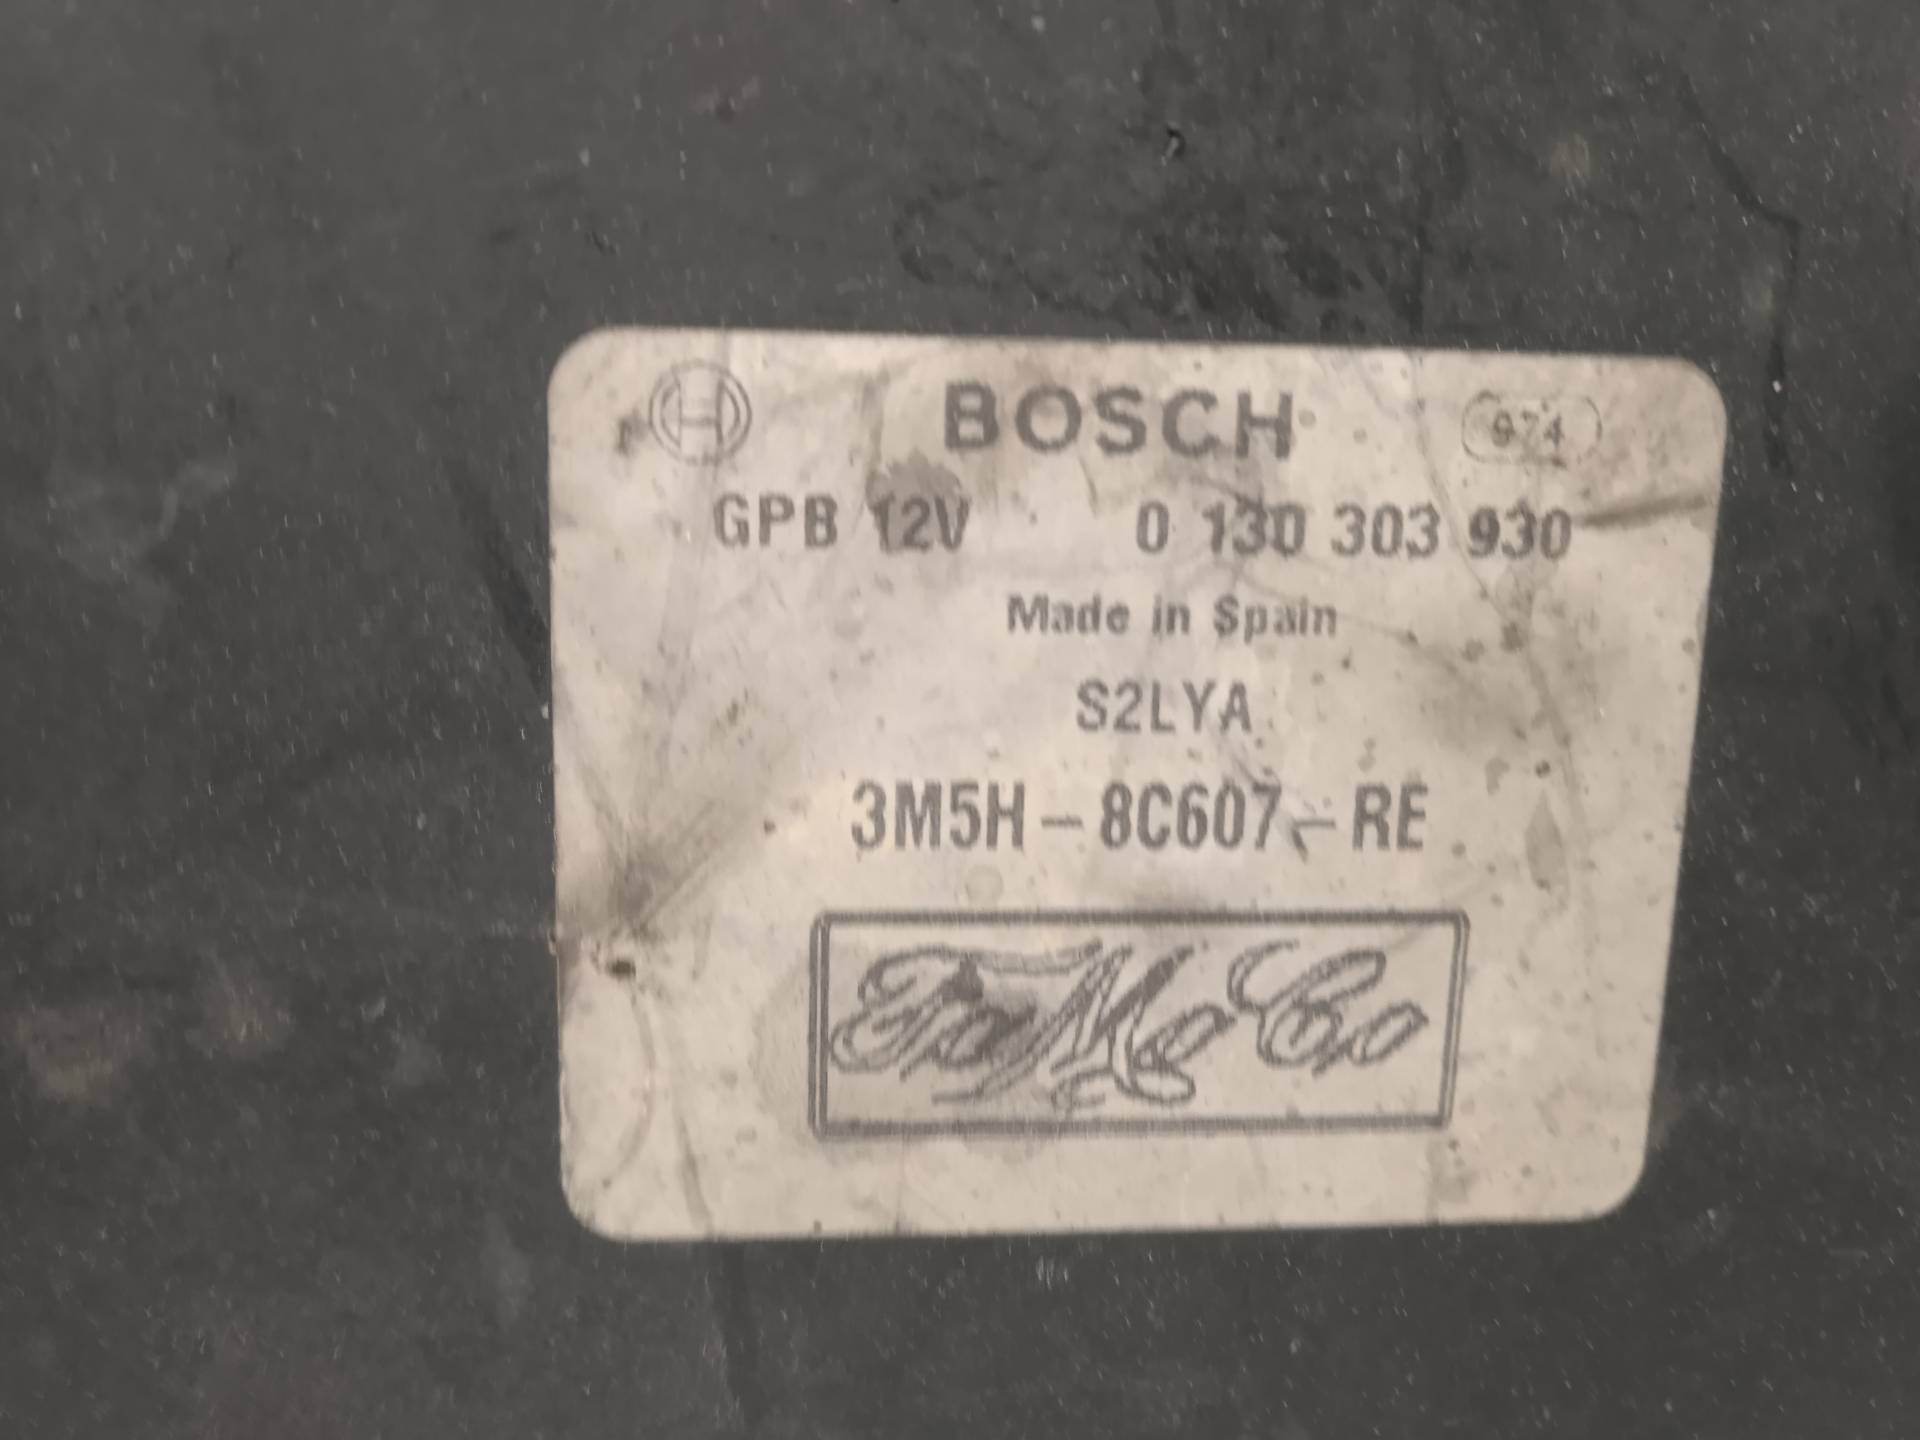 BOSCH 974
GPB 12V 0 130 303 930
Made in Spain
S2LYA
3M5H-8C607-RE
FoMoCo